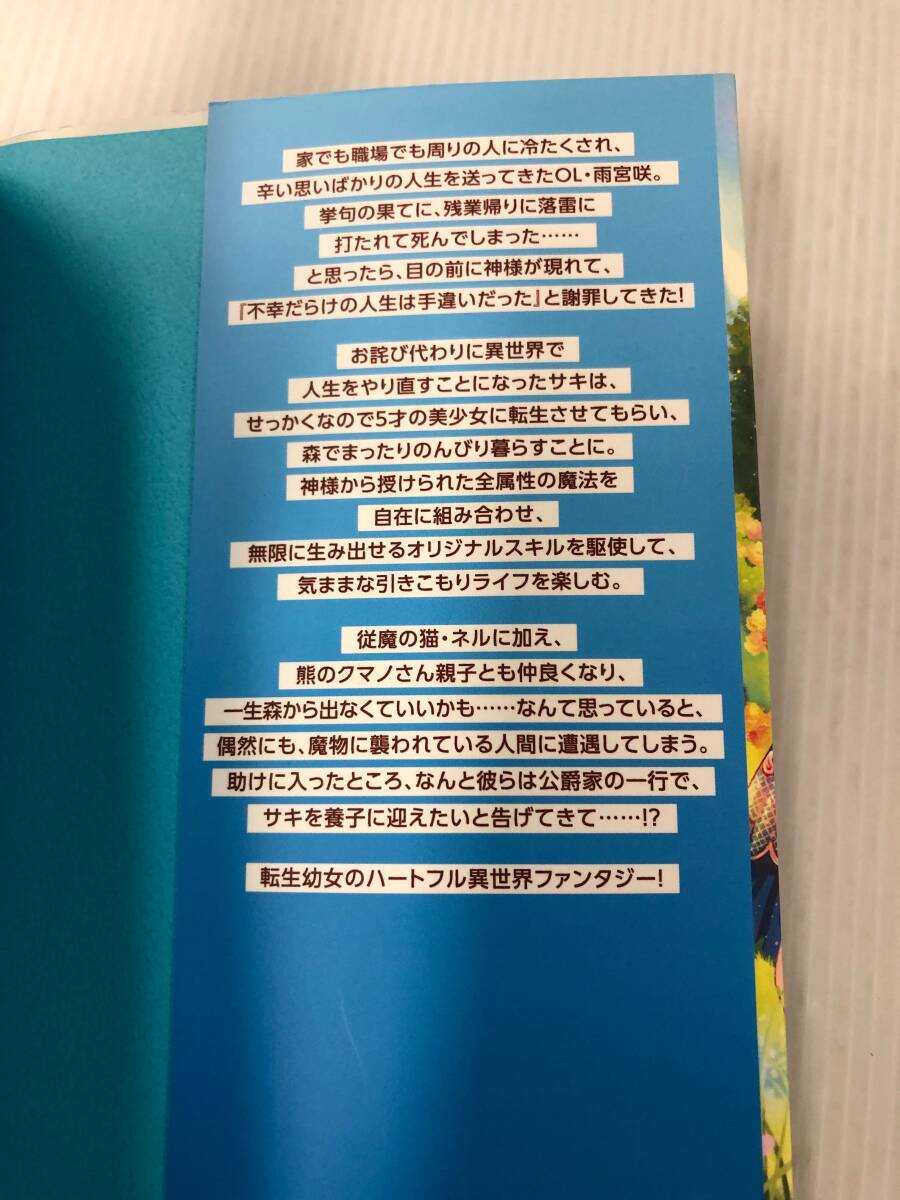 家でも職場でも周りの人に冷たくされ、
辛い思いばかりの人生を送ってきたOL・雨宮咲。
挙句の果てに、残業帰りに落雷に
打たれて死んでしまった……
と思ったら、目の前に神様が現れて、
『不幸だらけの人生は手違いだった』と謝罪してきた!
お詫び代わりに異世界で
人生をやり直すことになったサキは、
せっかくなので5才の美少女に転生させてもらい、
森でまったりのんびり暮らすことに。
神様から授けられた全属性の魔法を
自在に組み合わせ、
無限に生み出せるオリジナルスキルを駆使して、
気ままな引きこもりライフを楽しむ。
従魔の猫・ネルに加え、
熊のクマノさん親子とも仲良くなり、
一生森から出なくていいかも……なんて思っていると、
偶然にも、魔物に襲われている人間に遭遇してしまう。
助けに入ったところ、なんと彼らは公爵家の一行で、
サキを養子に迎えたいと告げてきて……!?
転生幼女のハートフル異世界ファンタジー!